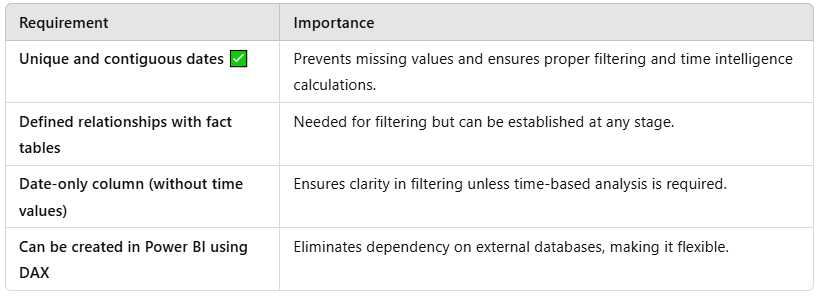 Requirement Importance
Unique and contiguous dates ✅ Prevents missing values and ensures proper filtering and time intelligence
calculations.
Defined relationships with fact Needed for filtering but can be established at any stage.
tables
Date-only column (without time Ensures clarity in filtering unless time-based analysis is required.
values)
Can be created in Power BI using Eliminates dependency on external databases, making it flexible.
DAX